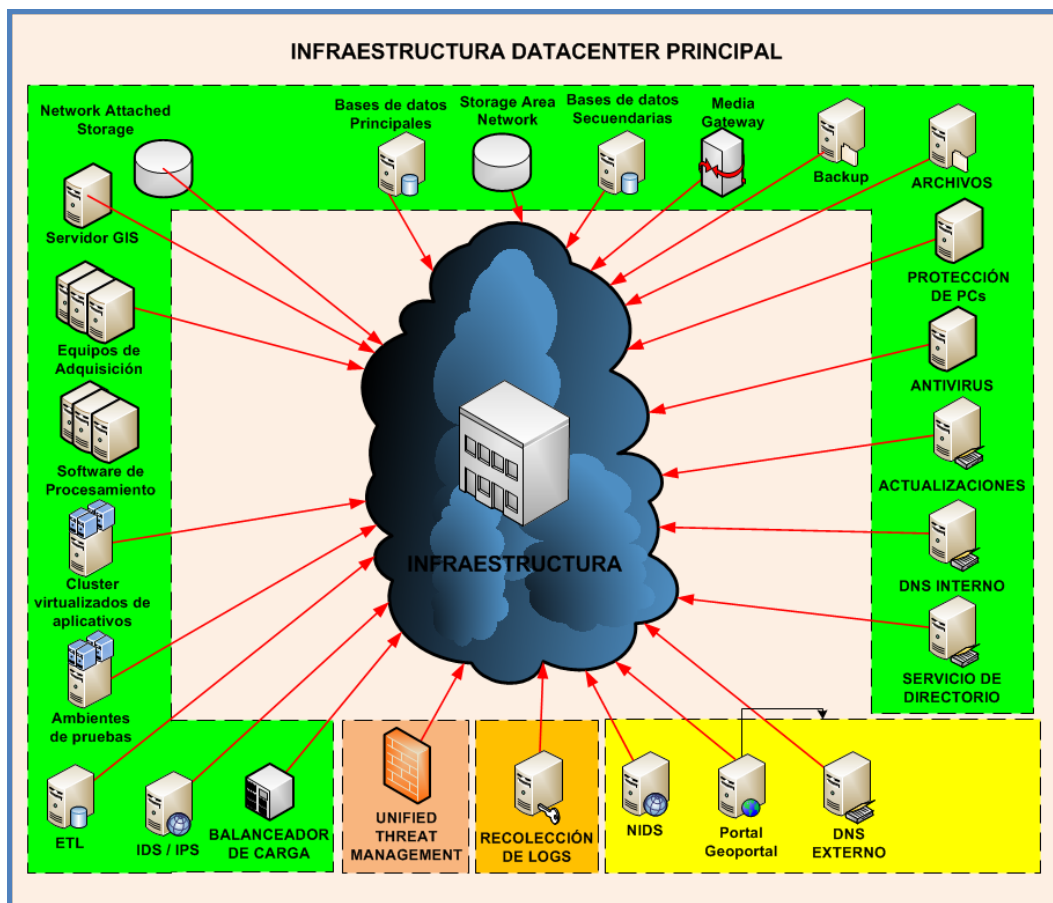 INFRAESTRUCTURA DATACENTER PRINCIPAL
Network Attached
Storage
Bases de datos
Principales
Storage Area
Network
Bases de datos
Secuendarias
Media
Gateway
Backup
ARCHIVOS
Servidor GIS
PROTECCIÓN
DE PCs
Equipos de
Adquisición
ANTIVIRUS
Software de
Procesamiento
ACTUALIZACIONES
INFRAESTRUCTURA
Cluster
virtualizados de
aplicativos
DNS INTERNO
Ambientes
de pruebas
SERVICIO DE
DIRECTORIO
ETL
IDS / IPS
BALANCEADOR
DE CARGA
UNIFIED
THREAT
MANAGEMENT
RECOLECCIÓN
DE LOGS
NIDS
Portal
Geoportal
DNS
EXTERNO